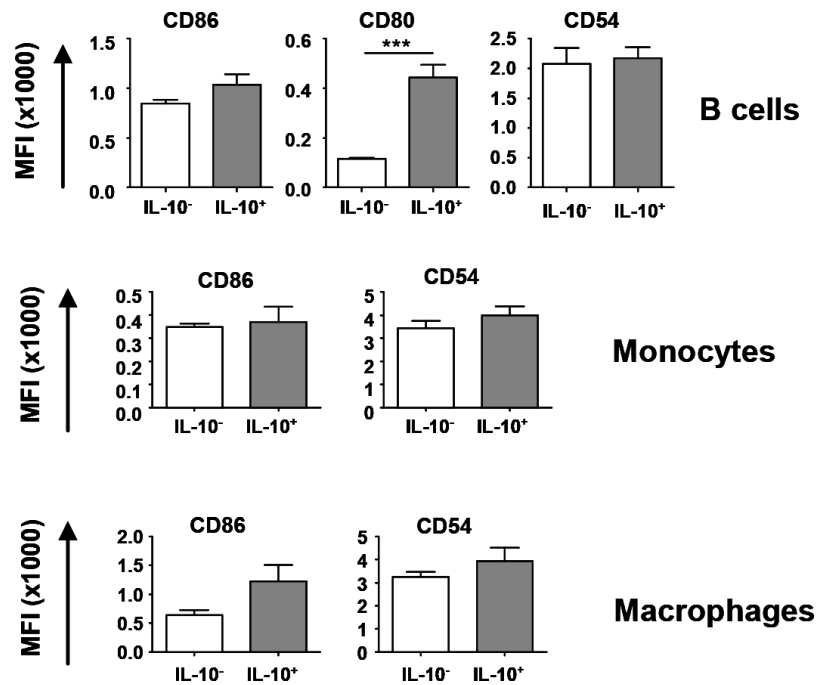 CD86 CD80 CD54
MFI (x1000)
1.5
1.0
0.5
0.0
IL-10⁻ IL-10⁺
0.6
***
0.4
0.2
0.0
IL-10⁻ IL-10⁺
2.5
2.0
1.5
1.0
0.5
0.0
IL-10⁻ IL-10⁺
B cells
CD86 CD54
MFI (x1000)
0.5
0.4
0.3
0.2
0.1
0.0
IL-10⁻ IL-10⁺
5
4
3
2
1
0
IL-10⁻ IL-10⁺
Monocytes
CD86 CD54
MFI (x1000)
2.0
1.5
1.0
0.5
0.0
IL-10⁻ IL-10⁺
5
4
3
2
1
0
IL-10⁻ IL-10⁺
Macrophages